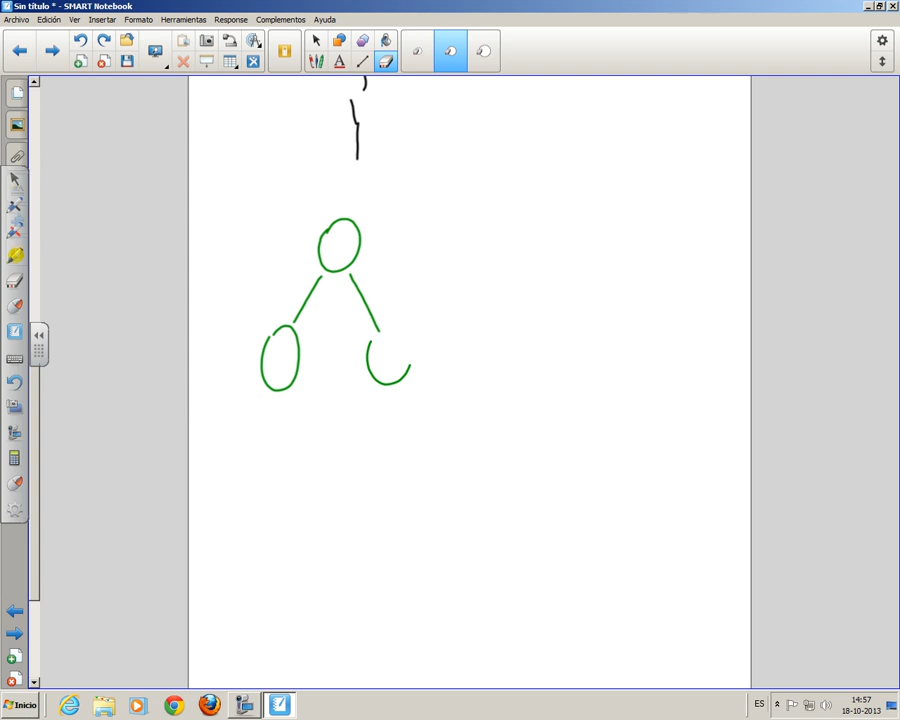 Sin título * - SMART Notebook
Archivo Edición Ver Insertar Formato Herramientas Response Complementos Ayuda
A
Inicio
ES
14:57
18-10-2013